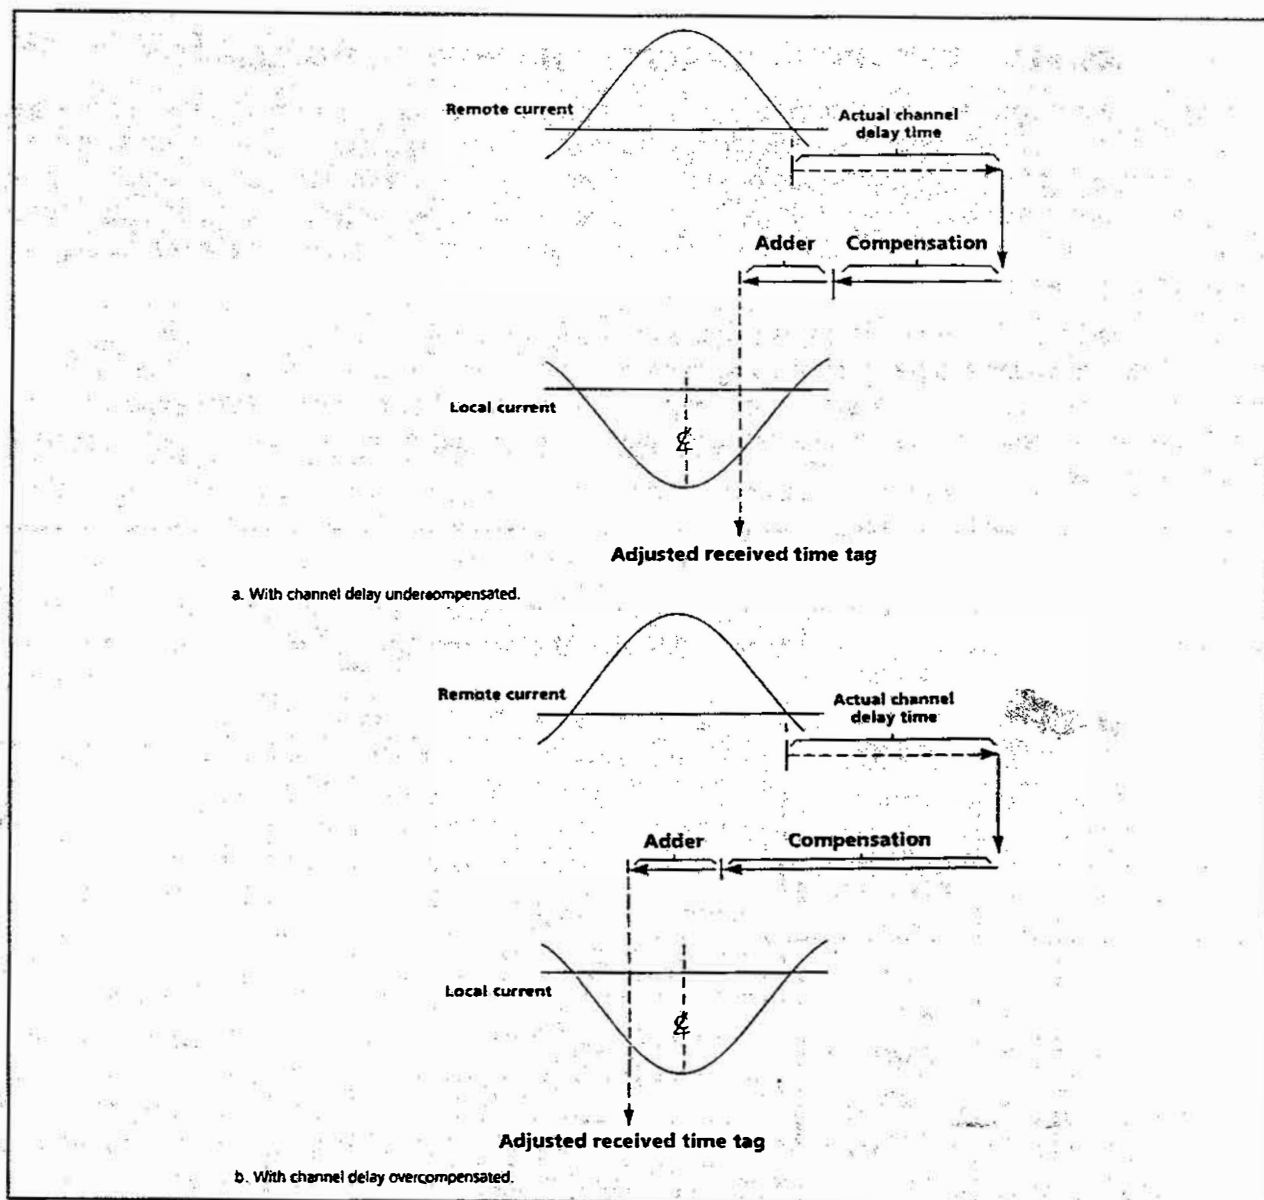 Remote current
Actual channel
delay time
Adder
Compensation
Local current
℄
Adjusted received time tag
a. With channel delay undercompensated.
Remote current
Actual channel
delay time
Adder
Compensation
Local current
℄
Adjusted received time tag
b. With channel delay overcompensated.